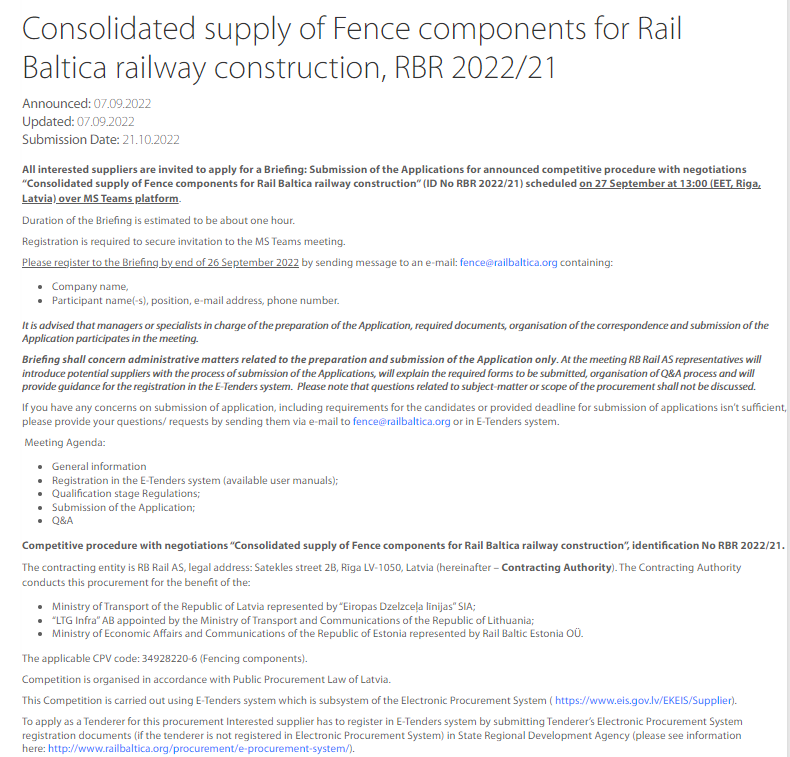 Consolidated supply of Fence components for Rail
Baltica railway construction, RBR 2022/21
Announced: 07.09.2022
Updated: 07.09.2022
Submission Date: 21.10.2022
All interested suppliers are invited to apply for a Briefing: Submission of the Applications for announced competitive procedure with negotiations
“Consolidated supply of Fence components for Rail Baltica railway construction” (ID No RBR 2022/21) scheduled on 27 September at 13:00 (EET, Riga,
Latvia) over MS Teams platform.
Duration of the Briefing is estimated to be about one hour.
Registration is required to secure invitation to the MS Teams meeting.
Please register to the Briefing by end of 26 September 2022 by sending message to an e-mail: fence@railbaltica.org containing:
• Company name,
• Participant name(-s), position, e-mail address, phone number.
It is advised that managers or specialists in charge of the preparation of the Application, required documents, organisation of the correspondence and submission of the
Application participates in the meeting.
Briefing shall concern administrative matters related to the preparation and submission of the Application only. At the meeting RB Rail AS representatives will
introduce potential suppliers with the process of submission of the Applications, will explain the required forms to be submitted, organisation of Q&A process and will
provide guidance for the registration in the E-Tenders system. Please note that questions related to subject-matter or scope of the procurement shall not be discussed.
If you have any concerns on submission of application, including requirements for the candidates or provided deadline for submission of applications isn’t sufficient,
please provide your questions/ requests by sending them via e-mail to fence@railbaltica.org or in E-Tenders system.
Meeting Agenda:
• General information
• Registration in the E-Tenders system (available user manuals);
• Qualification stage Regulations;
• Submission of the Application;
• Q&A
Competitive procedure with negotiations “Consolidated supply of Fence components for Rail Baltica railway construction”, identification No RBR 2022/21.
The contracting entity is RB Rail AS, legal address: Satekles street 2B, Rīga LV-1050, Latvia (hereinafter – Contracting Authority). The Contracting Authority
conducts this procurement for the benefit of the:
• Ministry of Transport of the Republic of Latvia represented by “Eiropas Dzelzceļa līnijas” SIA;
• “LTG Infra” AB appointed by the Ministry of Transport and Communications of the Republic of Lithuania;
• Ministry of Economic Affairs and Communications of the Republic of Estonia represented by Rail Baltic Estonia OÜ.
The applicable CPV code: 34928220-6 (Fencing components).
Competition is organised in accordance with Public Procurement Law of Latvia.
This Competition is carried out using E-Tenders system which is subsystem of the Electronic Procurement System ( https://www.eis.gov.lv/EKEIS/Supplier).
To apply as a Tenderer for this procurement Interested supplier has to register in E-Tenders system by submitting Tenderer’s Electronic Procurement System
registration documents (if the tenderer is not registered in Electronic Procurement System) in State Regional Development Agency (please see information
here: http://www.railbaltica.org/procurement/e-procurement-system/).